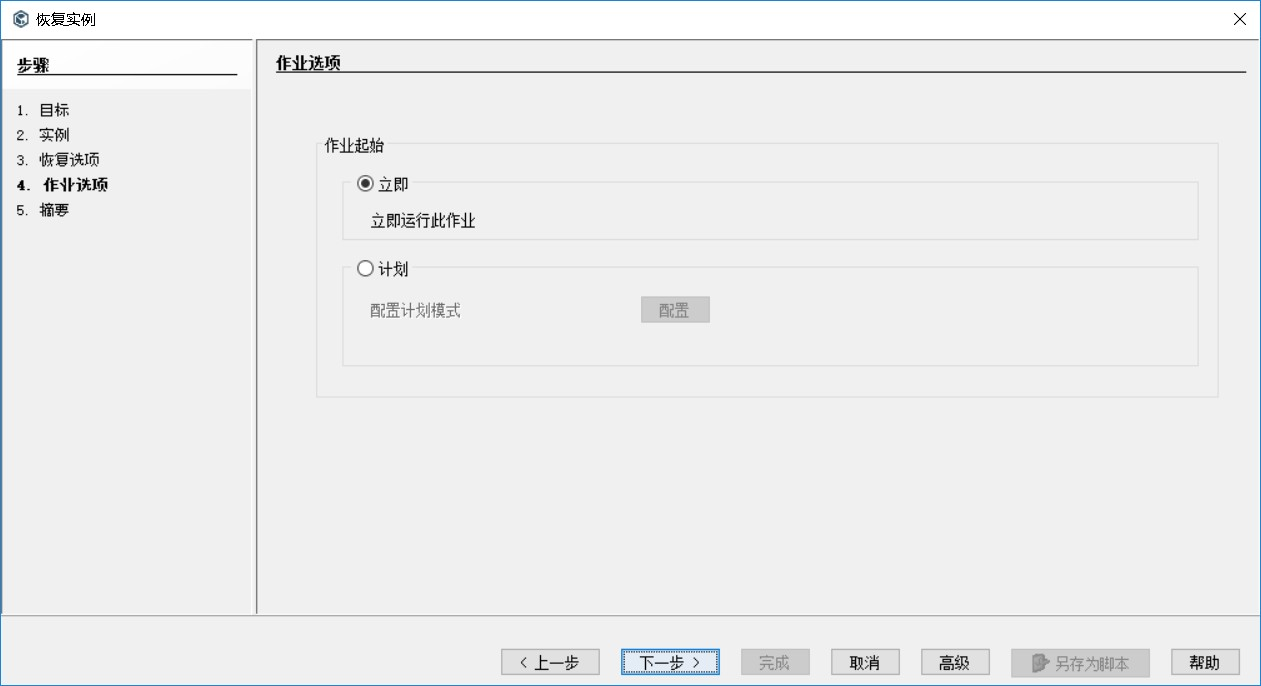 恢复实例
步骤
1. 目标
2. 实例
3. 恢复选项
4. 作业选项
5. 摘要
作业选项
作业起始
立即
立即运行此作业
计划
配置计划模式
配置
< 上一步
下一步 >
完成
取消
高级
另存为脚本
帮助